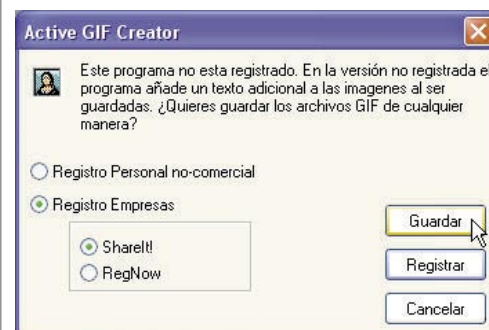 Active GIF Creator
Este programa no esta registrado. En la versión no registrada el
programa añade un texto adicional a las imagenes al ser
guardadas. ¿Quieres guardar los archivos GIF de cualquier
manera?
Registro Personal no-comercial
Registro Empresas
ShareIt!
RegNow
Guardar
Registrar
Cancelar